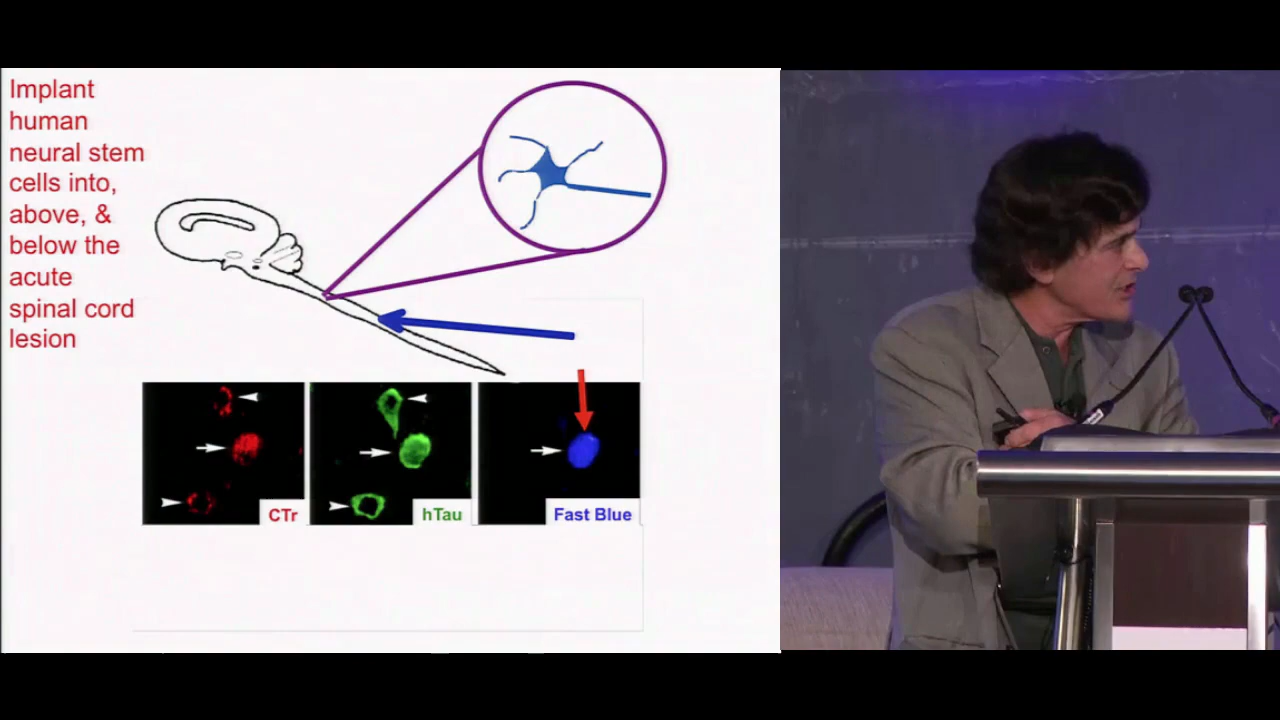 Implant
human
neural stem
cells into,
above, &
below the
acute
spinal cord
lesion
CTr
hTau
Fast Blue